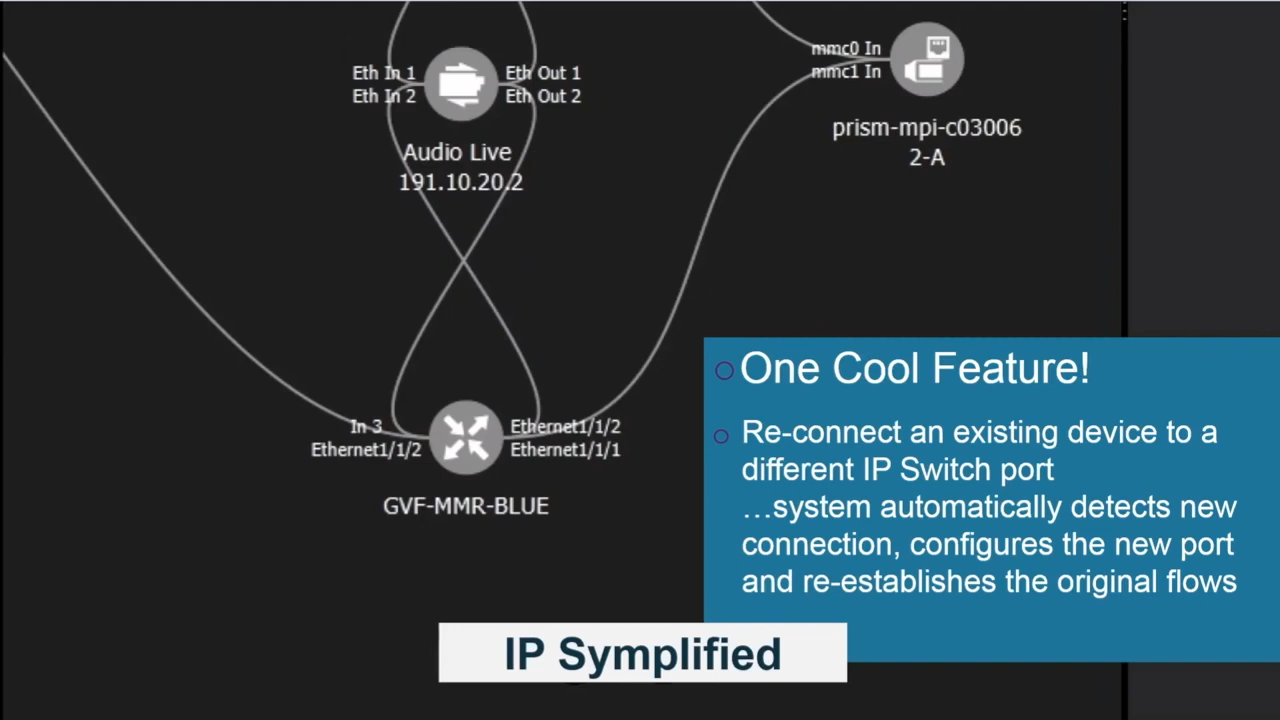 Eth In 1
Eth In 2
Eth Out 1
Eth Out 2
Audio Live
191.10.20.2
mmc0 In
mmc1 In
prism-mpi-c03006
2-A
In 3
Ethernet1/1/2
Ethernet1/1/2
Ethernet1/1/1
GVF-MMR-BLUE
One Cool Feature!
Re-connect an existing device to a
different IP Switch port
…system automatically detects new
connection, configures the new port
and re-establishes the original flows
IP Symplified